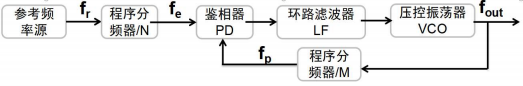 参考频
率源
fr
程序分
频器/N
fe
鉴相器
PD
环路滤波器
LF
压控振荡器
VCO
fout
fp
程序分
频器/M